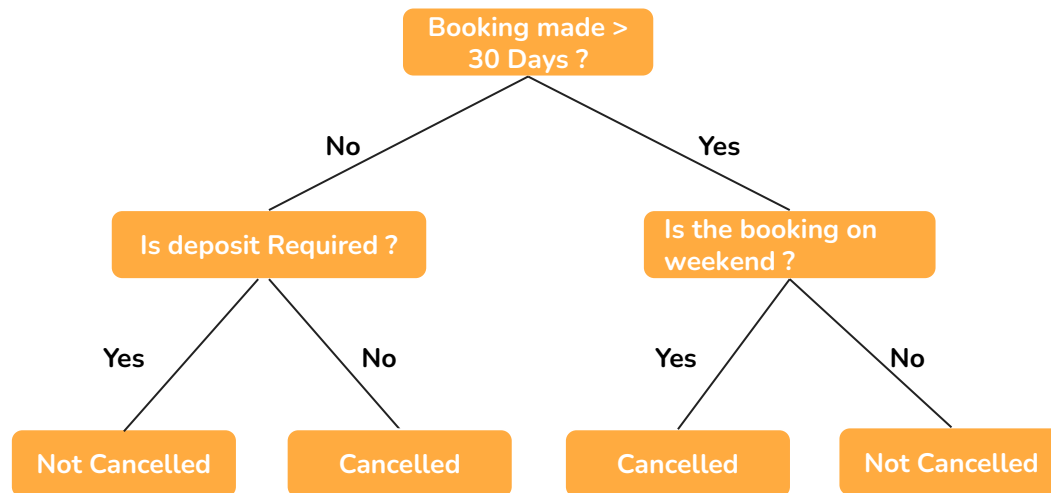 Booking made >
30 Days ?
No
Yes
Is deposit Required ?
Is the booking on
weekend ?
Yes
No
Yes
No
Not Cancelled
Cancelled
Cancelled
Not Cancelled